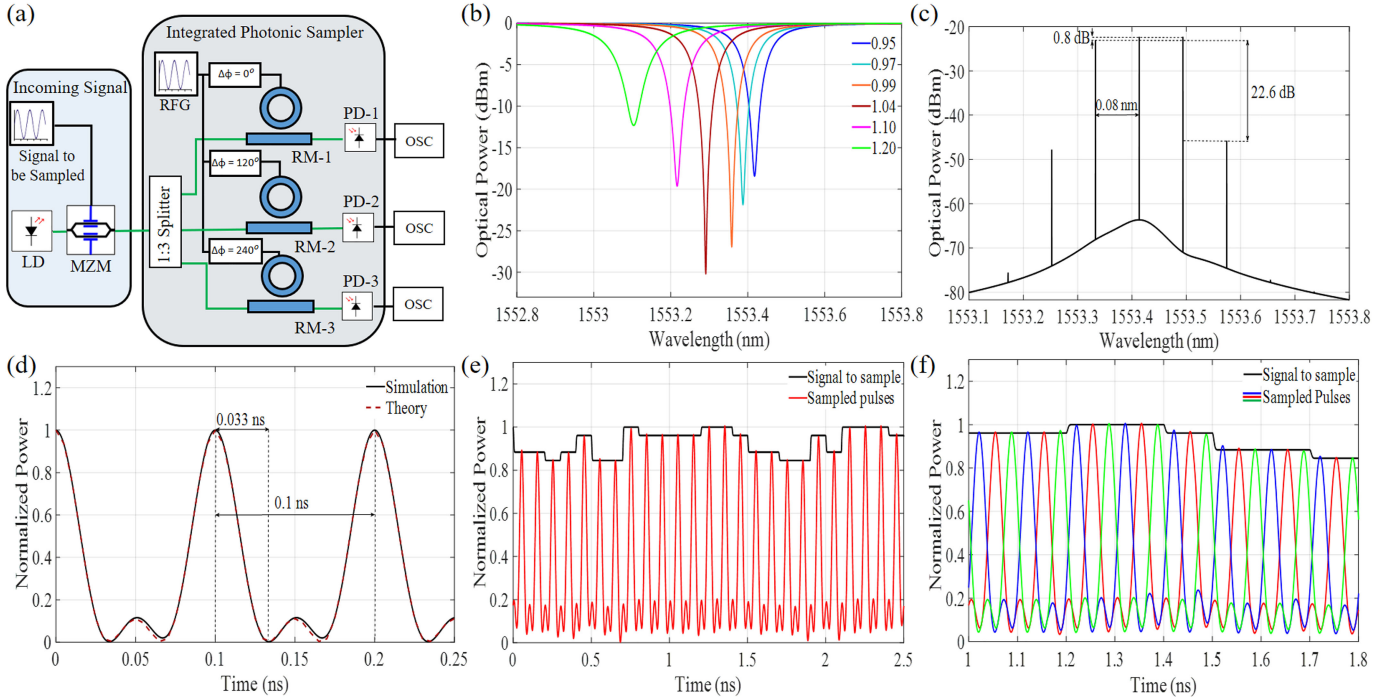 (a)
Integrated Photonic Sampler
Incoming Signal
Signal to
be Sampled
LD
MZM
1:3 Splitter
RFG
Δϕ = 0°
Δϕ = 120°
Δϕ = 240°
RM-1
RM-2
RM-3
PD-1
PD-2
PD-3
OSC
OSC
OSC
(b)
Optical Power (dBm)
0
-5
-10
-15
-20
-25
-30
0.95
0.97
0.99
1.04
1.10
1.20
1552.8
1553
1553.2
1553.4
1553.6
1553.8
Wavelength (nm)
(c)
Optical Power (dBm)
-20
-30
-40
-50
-60
-70
-80
0.8 dB
0.08 nm
22.6 dB
1553.1
1553.2
1553.3
1553.4
1553.5
1553.6
1553.7
1553.8
Wavelength (nm)
(d)
Normalized Power
1.2
1
0.8
0.6
0.4
0.2
0
Simulation
Theory
0.033 ns
0.1 ns
0
0.05
0.1
0.15
0.2
0.25
Time (ns)
(e)
Normalized Power
1.2
1
0.8
0.6
0.4
0.2
0
Signal to sample
Sampled pulses
0
0.5
1
1.5
2
2.5
Time (ns)
(f)
Normalized Power
1.2
1
0.8
0.6
0.4
0.2
0
Signal to sample
Sampled Pulses
1
1.1
1.2
1.3
1.4
1.5
1.6
1.7
1.8
Time (ns)